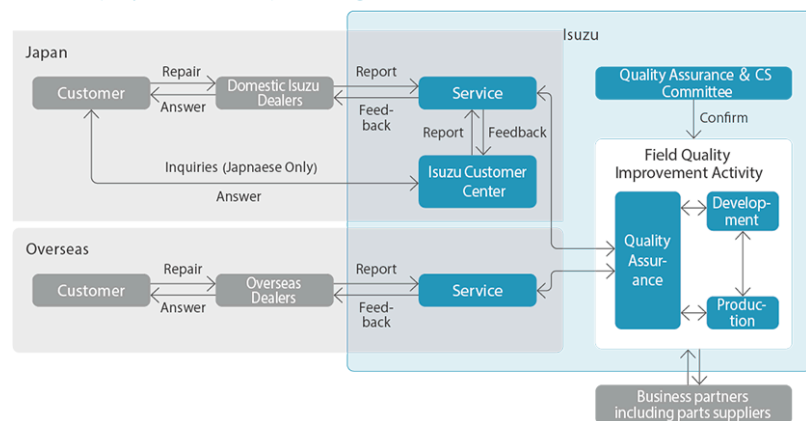 Isuzu
Japan
Customer
Repair
Answer
Domestic Isuzu
Dealers
Report
Feed-
back
Service
Report
Feedback
Inquiries (Japnaese Only)
Answer
Isuzu Customer
Center
Overseas
Customer
Repair
Answer
Overseas
Dealers
Report
Feed-
back
Service
Quality Assurance & CS
Committee
Confirm
Field Quality
Improvement Activity
Quality
Assur-
ance
Develop-
ment
Produc-
tion
Business partners
including parts suppliers